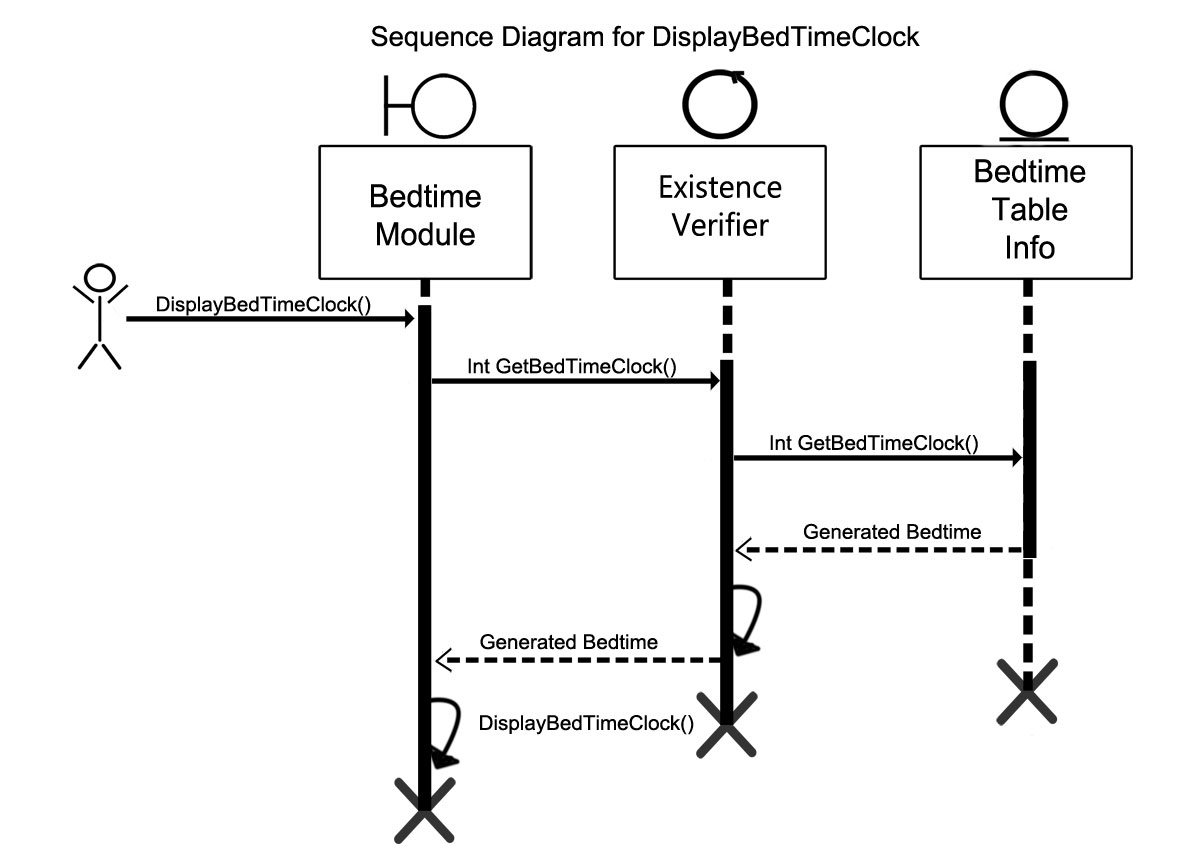 Sequence Diagram for DisplayBedTimeClock
Bedtime
Module
Existence
Verifier
Bedtime
Table
Info
DisplayBedTimeClock()
Int GetBedTimeClock()
Int GetBedTimeClock()
Generated Bedtime
Generated Bedtime
DisplayBedTimeClock()